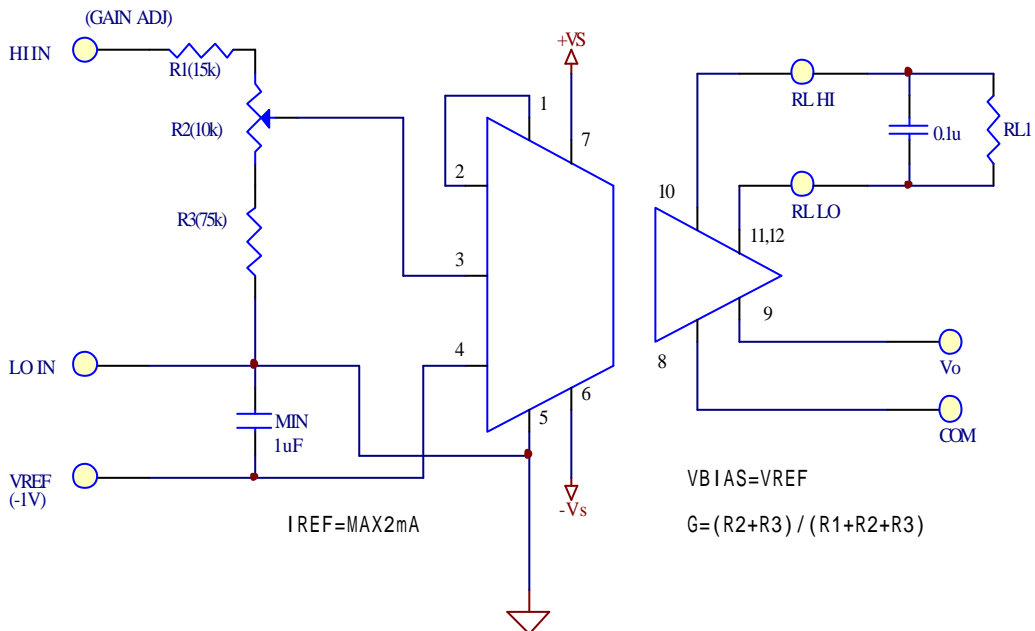 (GAIN ADJ)
HI IN
R1(15k)
R2(10k)
R3(75k)
LO IN
MIN
1uF
VREF
(-1V)
IREF=MAX2mA
+VS
1
7
2
3
4
5
6
-Vs
10
11,12
9
8
RL HI
0.1u
RL1
RL LO
Vo
COM
VBIAS=VREF
G=(R2+R3)/(R1+R2+R3)